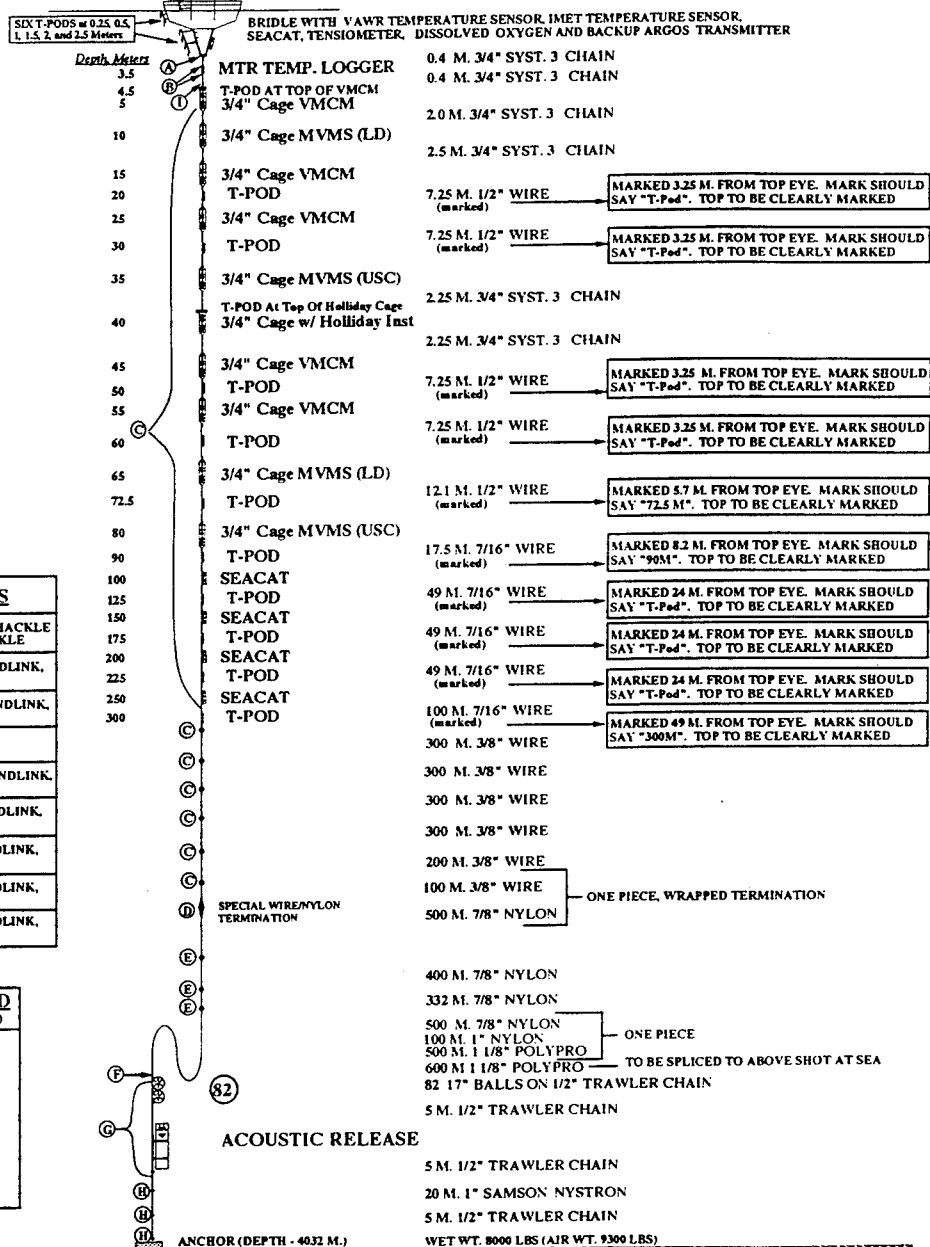 SIX T-PODS at 0.25, 0.5,
1, 1.5, 2, and 2.5 Meters
BRIDLE WITH VAWR TEMPERATURE SENSOR, IMET TEMPERATURE SENSOR,
SEACAT, TENSIOMETER, DISSOLVED OXYGEN AND BACKUP ARGOS TRANSMITTER
Depth, Meters
A
0.4 M. 3/4" SYST. 3 CHAIN
3.5 MTR TEMP. LOGGER
B
0.4 M. 3/4" SYST. 3 CHAIN
4.5 T-POD AT TOP OF VMCM
5 I 3/4" Cage VMCM
2.0 M. 3/4" SYST. 3 CHAIN
10 3/4" Cage MVMS (LD)
2.5 M. 3/4" SYST. 3 CHAIN
15 3/4" Cage VMCM
20 T-POD 7.25 M. 1/2" WIRE
(marked)
MARKED 3.25 M. FROM TOP EYE. MARK SHOULD
SAY "T-Pod". TOP TO BE CLEARLY MARKED
25 3/4" Cage VMCM
30 T-POD 7.25 M. 1/2" WIRE
(marked)
MARKED 3.25 M. FROM TOP EYE. MARK SHOULD
SAY "T-Pod". TOP TO BE CLEARLY MARKED
35 3/4" Cage MVMS (USC)
2.25 M. 3/4" SYST. 3 CHAIN
T-POD At Top Of Holliday Cage
40 3/4" Cage w/ Holliday Inst
2.25 M. 3/4" SYST. 3 CHAIN
45 3/4" Cage VMCM
50 T-POD 7.25 M. 1/2" WIRE
(marked)
MARKED 3.25 M. FROM TOP EYE. MARK SHOULD
SAY "T-Pod". TOP TO BE CLEARLY MARKED
55 3/4" Cage VMCM
C
60 T-POD 7.25 M. 1/2" WIRE
(marked)
MARKED 3.25 M. FROM TOP EYE. MARK SHOULD
SAY "T-Pod". TOP TO BE CLEARLY MARKED
65 3/4" Cage MVMS (LD)
72.5 T-POD 12.1 M. 1/2" WIRE
(marked)
MARKED 5.7 M. FROM TOP EYE. MARK SHOULD
SAY "72.5 M". TOP TO BE CLEARLY MARKED
80 3/4" Cage MVMS (USC)
90 T-POD 17.5 M. 7/16" WIRE
(marked)
MARKED 8.2 M. FROM TOP EYE. MARK SHOULD
SAY "90M". TOP TO BE CLEARLY MARKED
100 SEACAT
125 T-POD 49 M. 7/16" WIRE
(marked)
MARKED 24 M. FROM TOP EYE. MARK SHOULD
SAY "T-Pod". TOP TO BE CLEARLY MARKED
150 SEACAT
175 T-POD 49 M. 7/16" WIRE
(marked)
MARKED 24 M. FROM TOP EYE. MARK SHOULD
SAY "T-Pod". TOP TO BE CLEARLY MARKED
200 SEACAT
225 T-POD 49 M. 7/16" WIRE
(marked)
MARKED 24 M. FROM TOP EYE. MARK SHOULD
SAY "T-Pod". TOP TO BE CLEARLY MARKED
250 SEACAT
300 T-POD 100 M. 7/16" WIRE
(marked)
MARKED 49 M. FROM TOP EYE. MARK SHOULD
SAY "300M". TOP TO BE CLEARLY MARKED
C
300 M. 3/8" WIRE
C
300 M. 3/8" WIRE
C
300 M. 3/8" WIRE
C
300 M. 3/8" WIRE
C
200 M. 3/8" WIRE
C
100 M. 3/8" WIRE
ONE PIECE, WRAPPED TERMINATION
D SPECIAL WIRE/NYLON
TERMINATION
500 M. 7/8" NYLON
E
400 M. 7/8" NYLON
E
332 M. 7/8" NYLON
E
500 M. 7/8" NYLON
100 M. 1" NYLON
ONE PIECE
500 M. 1 1/8" POLYPRO
600 M 1 1/8" POLYPRO TO BE SPLICED TO ABOVE SHOT AT SEA
F
82
82 17" BALLS ON 1/2" TRAWLER CHAIN
5 M. 1/2" TRAWLER CHAIN
G
ACOUSTIC RELEASE
5 M. 1/2" TRAWLER CHAIN
H
20 M. 1" SAMSON NYSTRON
H
5 M. 1/2" TRAWLER CHAIN
H
ANCHOR (DEPTH - 4032 M.) WET WT. 8000 LBS (AIR WT. 9300 LBS)
S
HACKLE
KLE
DLINK,
NDLINK,
NDLINK,
DLINK,
DLINK,
DLINK,
DLINK,
D